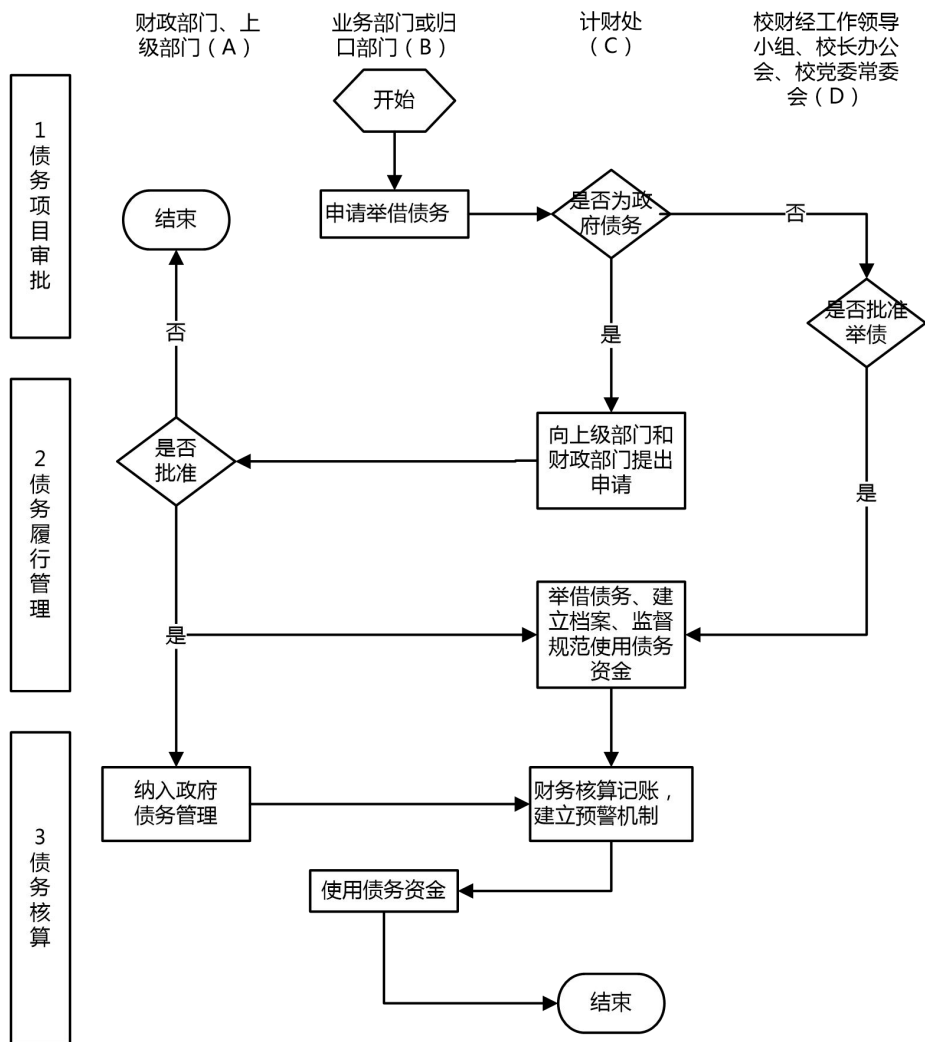 财政部门、上
级部门（A）
业务部门或归
口部门（B）
计财处
（C）
校财经工作领导
小组、校长办公
会、校党委常委
会（D）
1
债
务
项
目
审
批
开始
结束
申请举借债务
是否为政
府债务
否
是否批准
举债
否
是
2
债
务
履
行
管
理
是否
批准
向上级部门和
财政部门提出
申请
是
举借债务、建
立档案、监督
规范使用债务
资金
是
3
债
务
核
算
纳入政府
债务管理
财务核算记账，
建立预警机制
使用债务资金
结束